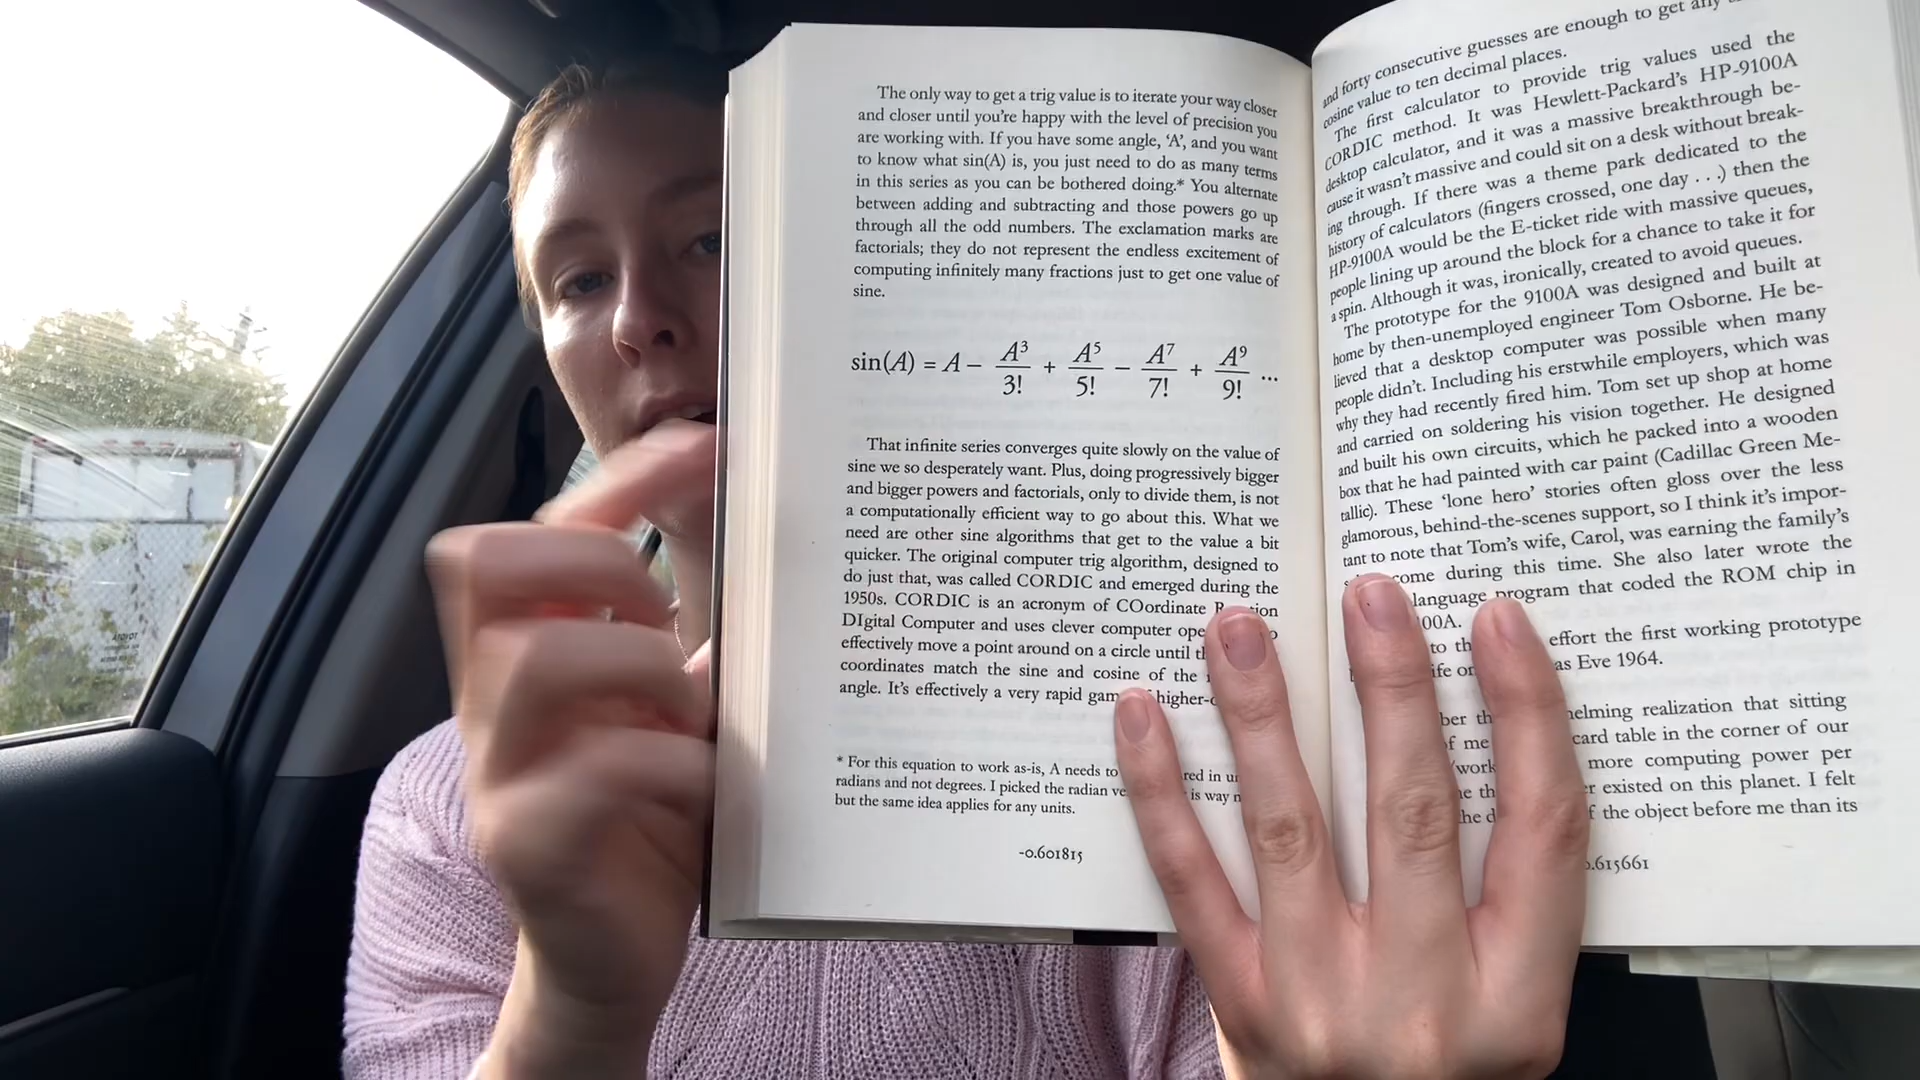 The only way to get a trig value is to iterate your way closer
and closer until you're happy with the level of precision you
are working with. If you have some angle, 'A', and you want
to know what sin(A) is, you just need to do as many terms
in this series as you can be bothered doing.* You alternate
between adding and subtracting and those powers go up
through all the odd numbers. The exclamation marks are
factorials; they do not represent the endless excitement of
computing infinitely many fractions just to get one value of
sine.
sin(A) = A − A³/3! + A⁵/5! − A⁷/7! + A⁹/9! ...
That infinite series converges quite slowly on the value of
sine we so desperately want. Plus, doing progressively bigger
and bigger powers and factorials, only to divide them, is not
a computationally efficient way to go about this. What we
need are other sine algorithms that get to the value a bit
quicker. The original computer trig algorithm, designed to
do just that, was called CORDIC and emerged during the
1950s. CORDIC is an acronym of COordinate
DIgital Computer and uses clever computer
effectively move a point around on a circle until
coordinates match the sine and cosine of the
angle. It's effectively a very rapid
* For this equation to work as-is, A needs to
radians and not degrees. I picked the radian is way
but the same idea applies for any units.
-0.601815
and forty consecutive guesses are enough to get
cosine value to ten decimal places.
The first calculator to provide trig values used the
CORDIC method. It was Hewlett-Packard's HP-9100A
desktop calculator, and it was a massive breakthrough be-
cause it wasn't massive and could sit on a desk without break-
ing through. If there was a theme park dedicated to the
history of calculators (fingers crossed, one day . . .) then the
HP-9100A would be the E-ticket ride with massive queues,
people lining up around the block for a chance to take it for
a spin. Although it was, ironically, created to avoid queues.
The prototype for the 9100A was designed and built at
home by then-unemployed engineer Tom Osborne. He be-
lieved that a desktop computer was possible when many
people didn't. Including his erstwhile employers, which was
why they had recently fired him. Tom set up shop at home
and carried on soldering his vision together. He designed
and built his own circuits, which he packed into a wooden
box that he had painted with car paint (Cadillac Green Me-
tallic). These 'lone hero' stories often gloss over the less
glamorous, behind-the-scenes support, so I think it's impor-
tant to note that Tom's wife, Carol, was earning the family's
during this time. She also later wrote the
language program that coded the ROM chip in
to effort the first working prototype
as Eve 1964.
realization that sitting
of me card table in the corner of our
more computing power per
existed on this planet. I felt
the object before me than its
.615661